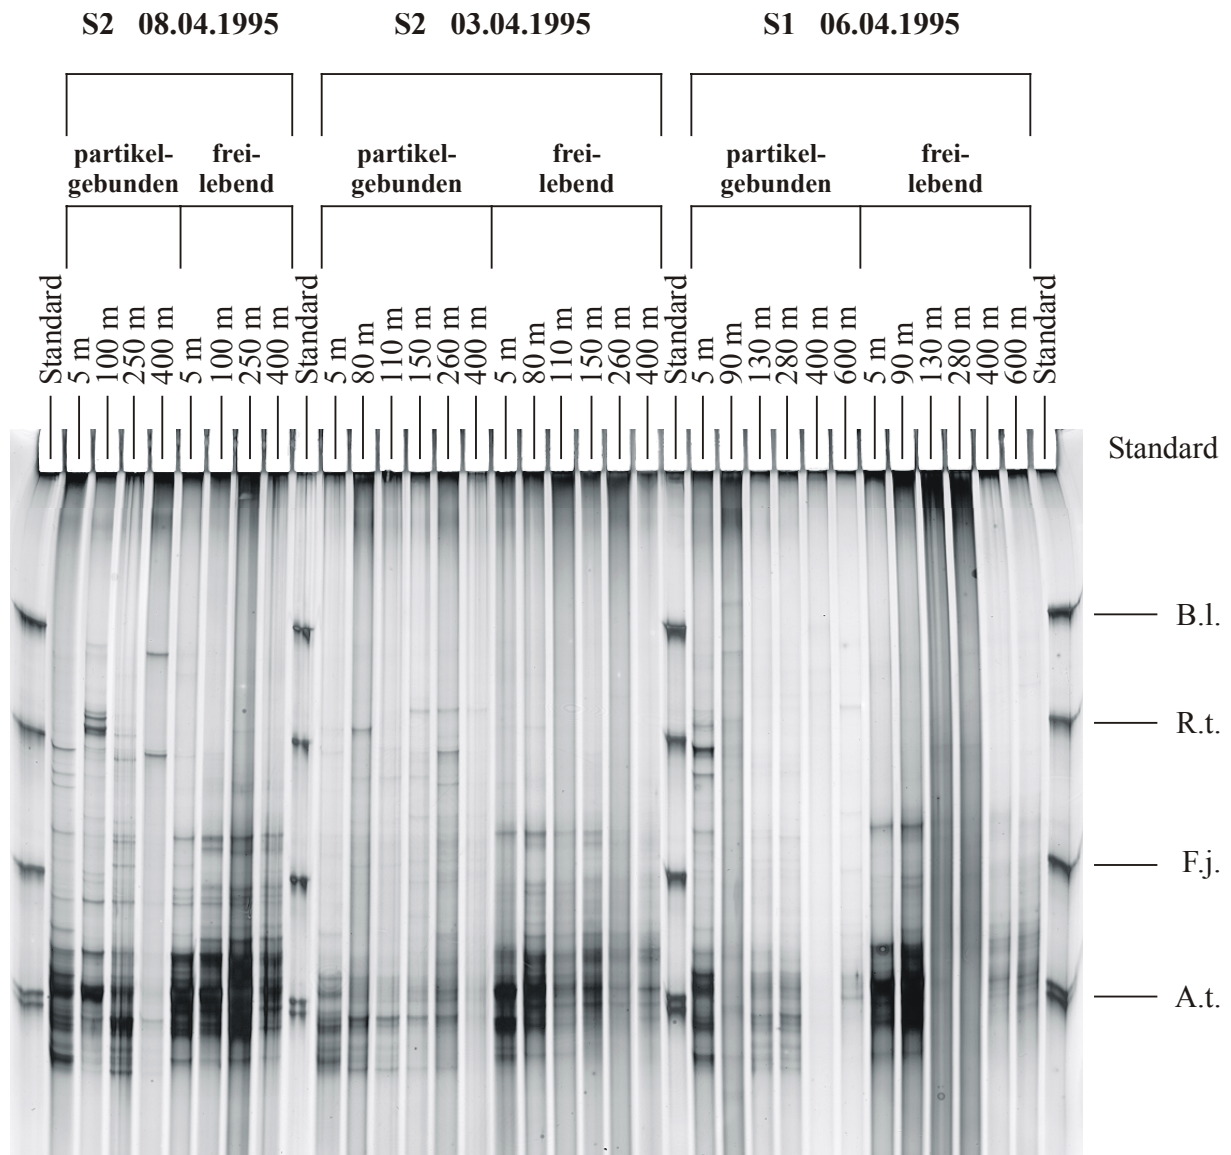 S2 08.04.1995 S2 03.04.1995 S1 06.04.1995
partikel- frei- partikel- frei- partikel- frei-
gebunden lebend gebunden lebend gebunden lebend
Standard 5 m 100 m 250 m 400 m 5 m 100 m 250 m 400 m Standard 5 m 80 m 110 m 150 m 260 m 400 m 5 m 80 m 110 m 150 m 260 m 400 m Standard 5 m 90 m 130 m 280 m 400 m 600 m 5 m 90 m 130 m 280 m 400 m 600 m Standard
Standard
B.l.
R.t.
F.j.
A.t.